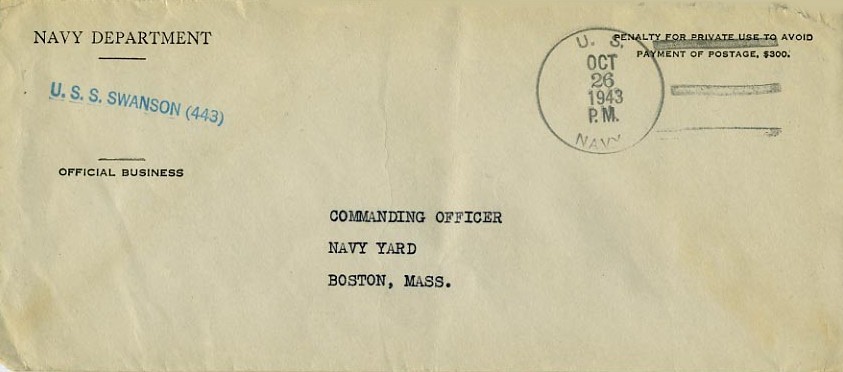 NAVY DEPARTMENT
U. S. S. SWANSON (443)
OFFICIAL BUSINESS
U. S.
OCT
26
1943
P.M.
NAVY
PENALTY FOR PRIVATE USE TO AVOID
PAYMENT OF POSTAGE, $300.
COMMANDING OFFICER
NAVY YARD
BOSTON, MASS.